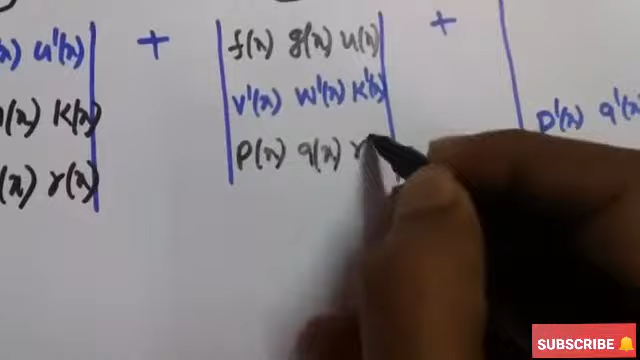 u'(x) + f(x) g(x) u(x) +
k(x) v'(x) w'(x) k'(x) p'(x) q'(x)
(x) r(x) p(x) q(x) r
SUBSCRIBE